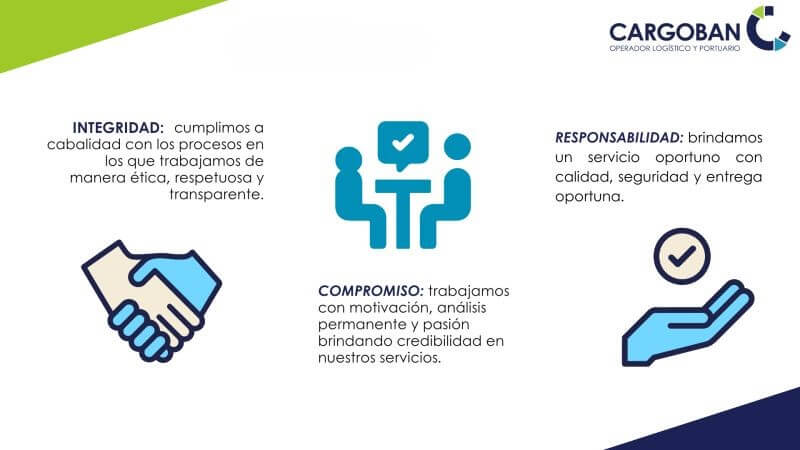 CARGOBAN
OPERADOR LOGÍSTICO Y PORTUARIO
INTEGRIDAD: cumplimos a
cabalidad con los procesos en
los que trabajamos de
manera ética, respetuosa y
transparente.
COMPROMISO: trabajamos
con motivación, análisis
permanente y pasión
brindando credibilidad en
nuestros servicios.
RESPONSABILIDAD: brindamos
un servicio oportuno con
calidad, seguridad y entrega
oportuna.